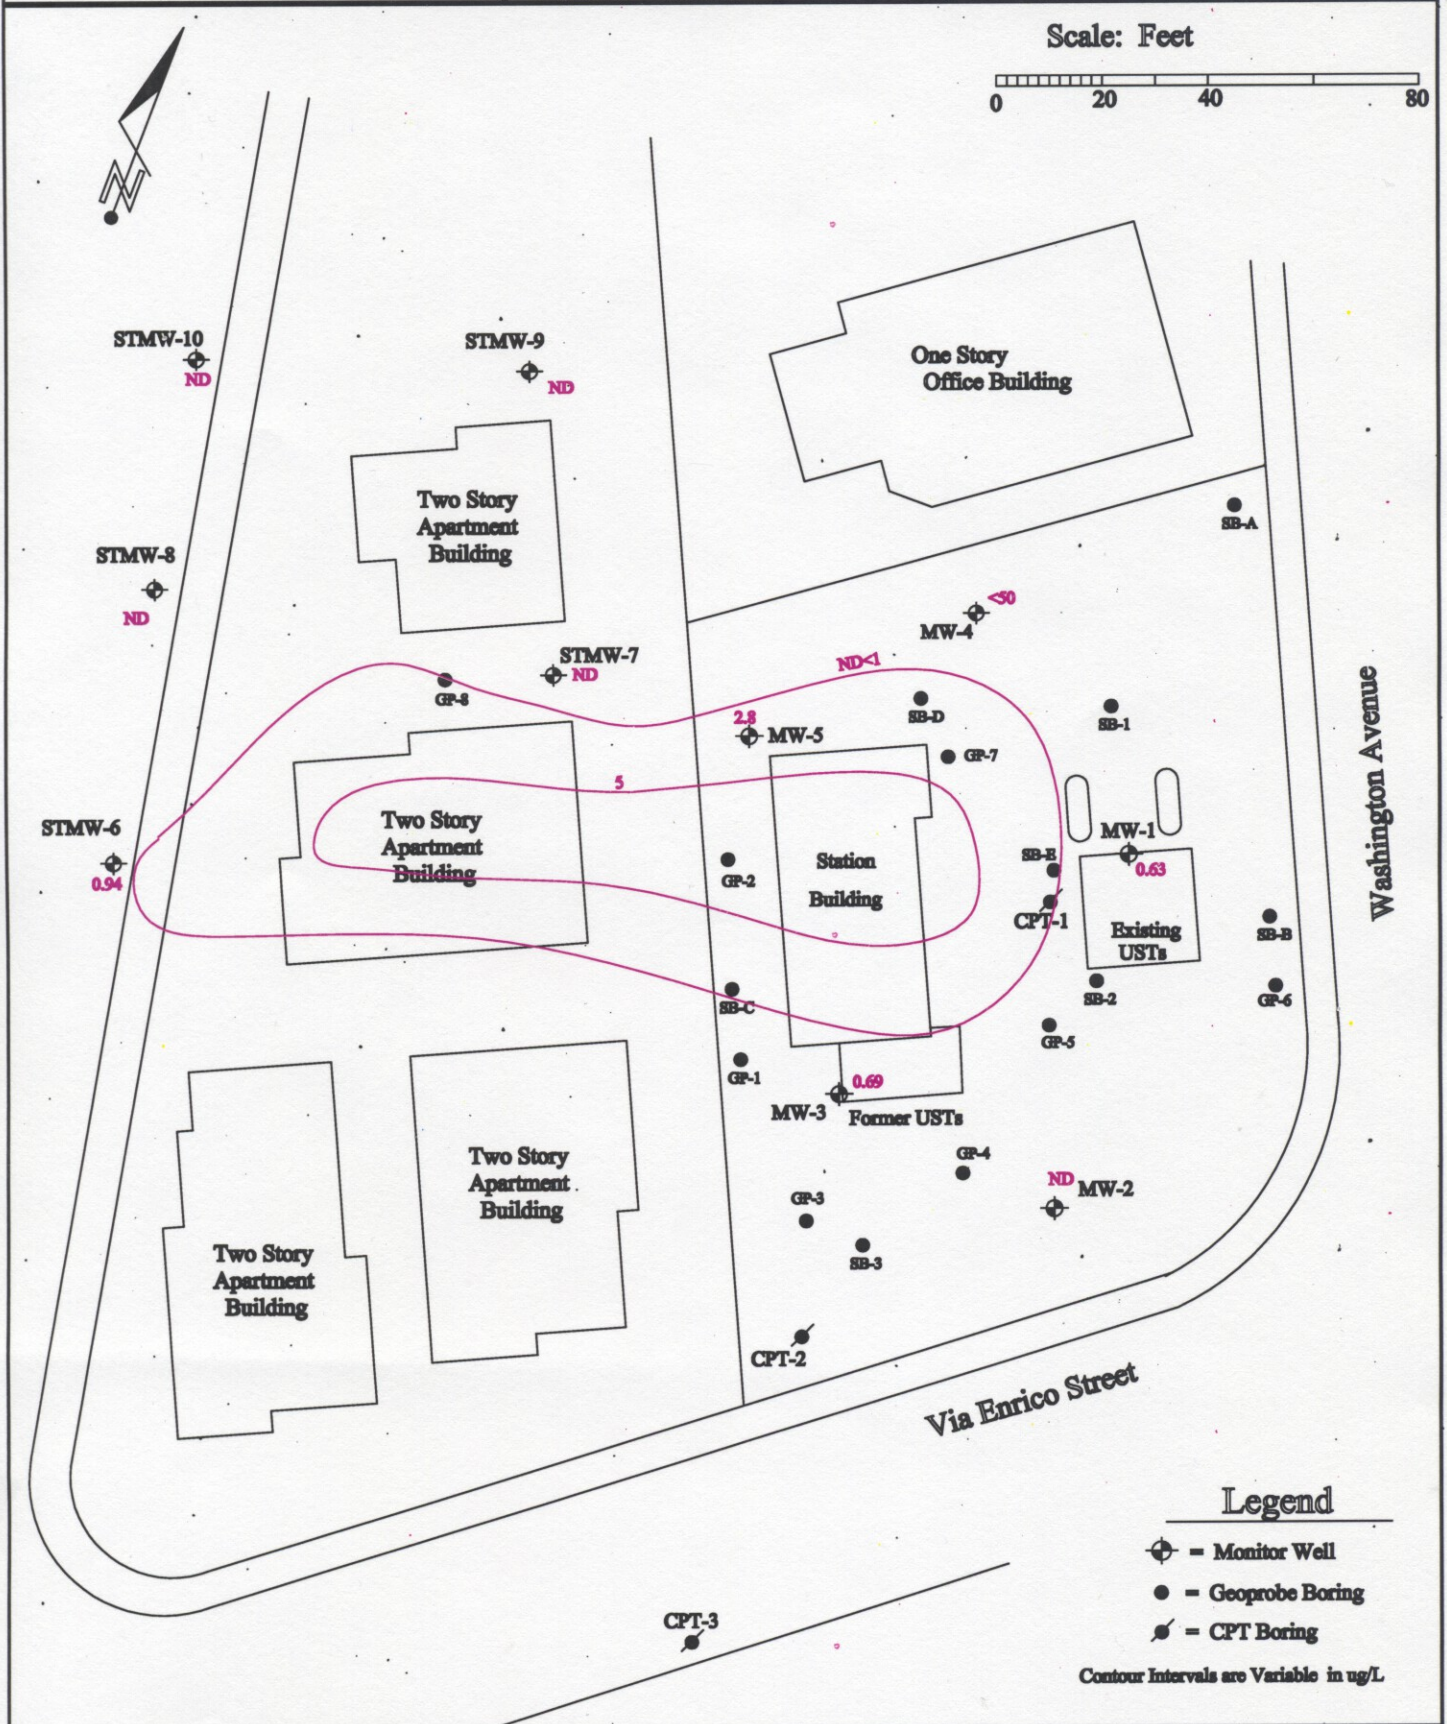 Scale: Feet
0 20 40 80
N
STMW-10
ND
STMW-9
ND
One Story
Office Building
Two Story
Apartment
Building
SB-A
STMW-8
ND
<50
MW-4
STMW-7
ND
ND<1
GP-8
SB-D
SB-1
2.8
MW-5
GP-7
5
Washington Avenue
STMW-6
0.94
Two Story
Apartment
Building
Station
Building
GP-2
SB-E
MW-1
0.63
CPT-1
Existing
USTs
SB-B
SB-2
GP-6
SB-C
GP-5
GP-1
0.69
MW-3
Former USTs
GP-4
Two Story
Apartment
Building
ND
MW-2
GP-3
SB-3
Two Story
Apartment
Building
CPT-2
Via Enrico Street
Legend
= Monitor Well
= Geoprobe Boring
= CPT Boring
CPT-3
Contour Intervals are Variable in ug/L